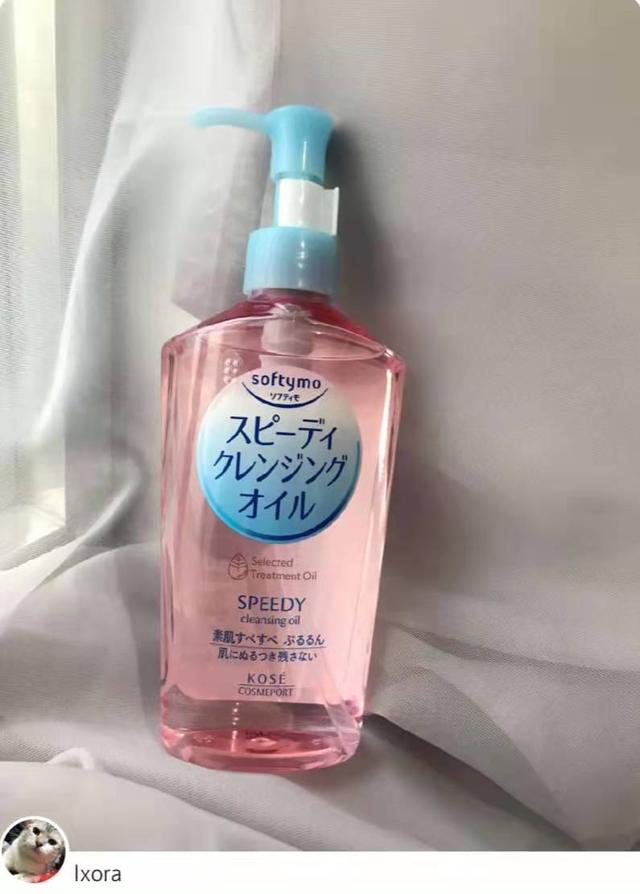 softymo
ソフティモ
スピーディ
クレンジング
オイル
Selected
Treatment Oil
SPEEDY
cleansing oil
素肌すべすべ ぷるるん
肌にぬるつき残さない
KOSÉ
COSMEPORT
Ixora